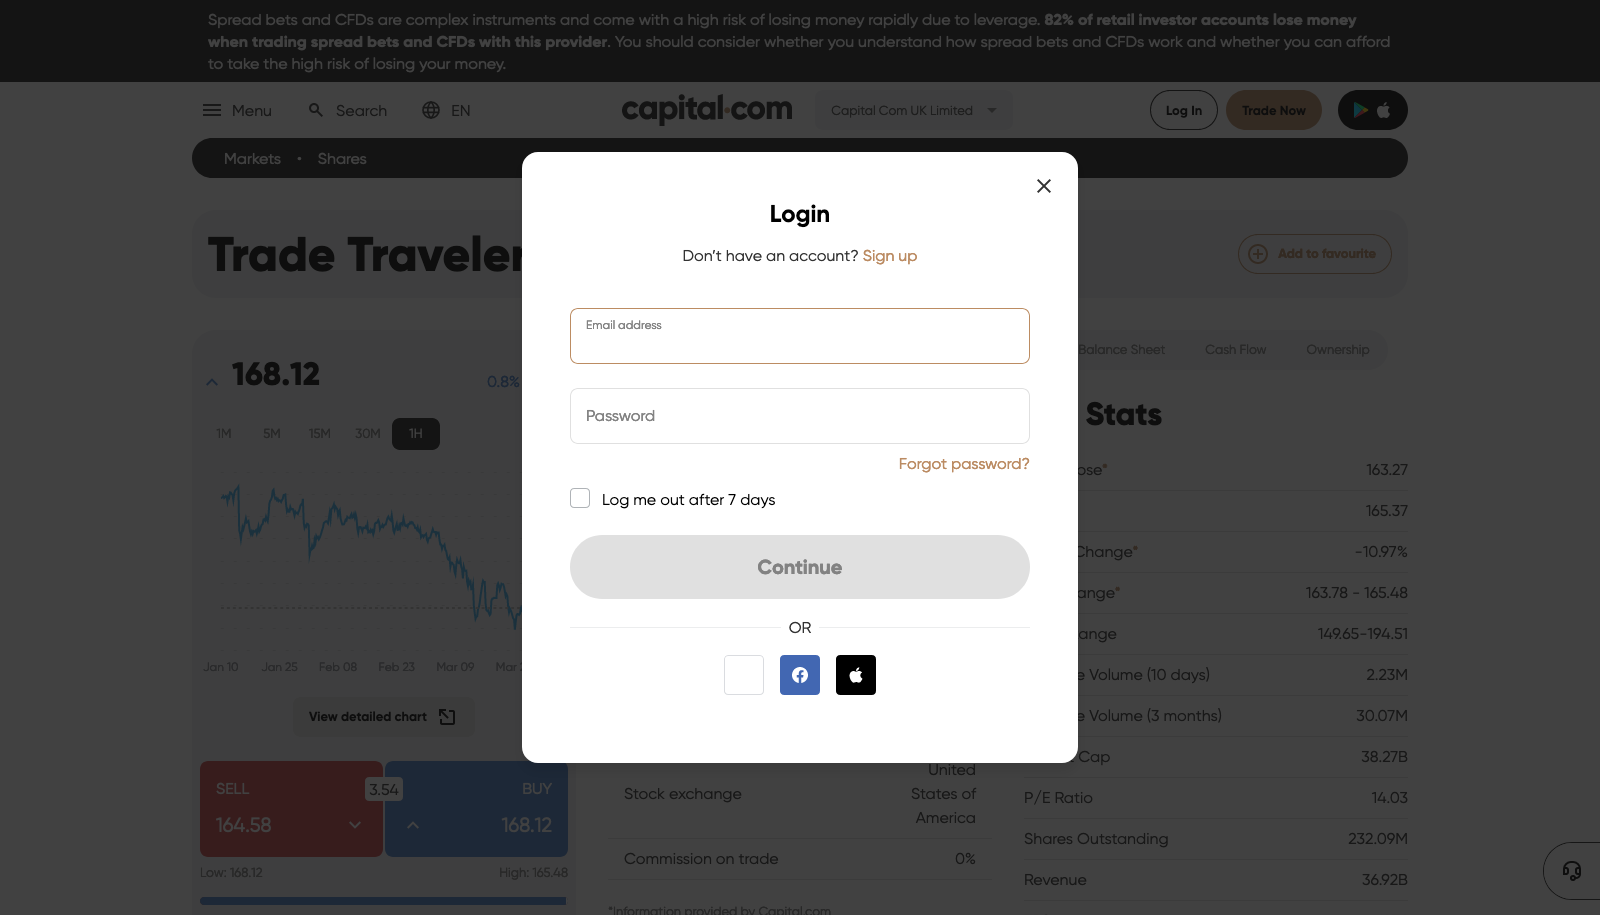 Spread bets and CFDs are complex instruments and come with a high risk of losing money rapidly due to leverage. 82% of retail investor accounts lose money
when trading spread bets and CFDs with this provider. You should consider whether you understand how spread bets and CFDs work and whether you can afford
to take the high risk of losing your money.
Menu
Search
EN
capital.com
Capital Com UK Limited
Log In
Trade Now
Markets • Shares
Trade Traveler
Add to favourite
Login
Don't have an account? Sign up
Email address
Password
Forgot password?
Log me out after 7 days
Continue
OR
168.12
0.8%
1M 5M 15M 30M 1H
Jan 10 Jan 25 Feb 08 Feb 23 Mar 09 Mar
View detailed chart
SELL 3.54 BUY
164.58 168.12
Low: 168.12 High: 165.48
United
Stock exchange States of
America
Commission on trade 0%
*Information provided by Capital.com
Balance Sheet Cash Flow Ownership
Stats
163.27
165.37
Change* -10.97%
163.78 - 165.48
149.65-194.51
Volume (10 days) 2.23M
Volume (3 months) 30.07M
Cap 38.27B
P/E Ratio 14.03
Shares Outstanding 232.09M
Revenue 36.92B